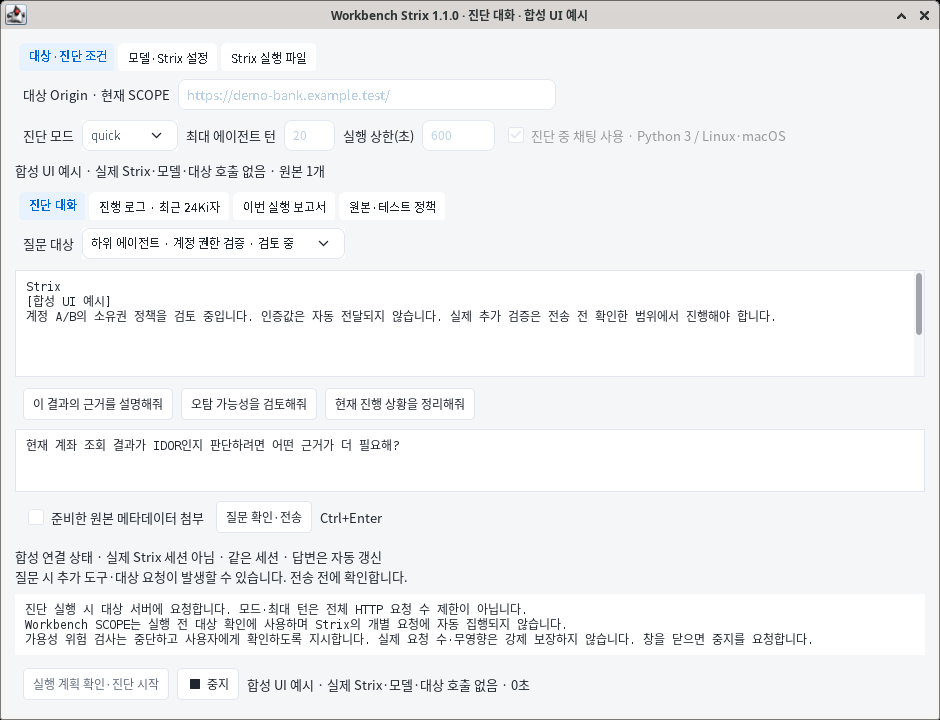 Workbench Strix 1.1.0 · 진단 대화 · 합성 UI 예시
대상 · 진단 조건 모델·Strix 설정 Strix 실행 파일
대상 Origin · 현재 SCOPE https://demo-bank.example.test/
진단 모드 quick 최대 에이전트 턴 20 실행 상한(초) 600 진단 중 채팅 사용 · Python 3 / Linux·macOS
합성 UI 예시 · 실제 Strix·모델·대상 호출 없음 · 원본 1개
진단 대화 진행 로그 · 최근 24Ki자 이번 실행 보고서 원본·테스트 정책
질문 대상 하위 에이전트 · 계정 권한 검증 · 검토 중
Strix
[합성 UI 예시]
계정 A/B의 소유권 정책을 검토 중입니다. 인증값은 자동 전달되지 않습니다. 실제 추가 검증은 전송 전 확인한 범위에서 진행해야 합니다.
이 결과의 근거를 설명해줘 오탐 가능성을 검토해줘 현재 진행 상황을 정리해줘
현재 계좌 조회 결과가 IDOR인지 판단하려면 어떤 근거가 더 필요해?
준비한 원본 메타데이터 첨부 질문 확인·전송 Ctrl+Enter
합성 연결 상태 · 실제 Strix 세션 아님 · 같은 세션 · 답변은 자동 갱신
질문 시 추가 도구·대상 요청이 발생할 수 있습니다. 전송 전에 확인합니다.
진단 실행 시 대상 서버에 요청합니다. 모드·최대 턴은 전체 HTTP 요청 수 제한이 아닙니다.
Workbench SCOPE는 실행 전 대상 확인에 사용하며 Strix의 개별 요청에 자동 집행되지 않습니다.
가용성 위험 검사는 중단하고 사용자에게 확인하도록 지시합니다. 실제 요청 수·무영향은 강제 보장하지 않습니다. 창을 닫으면 중지를 요청합니다.
실행 계획 확인·진단 시작 ■ 중지 합성 UI 예시 · 실제 Strix·모델·대상 호출 없음 · 0초